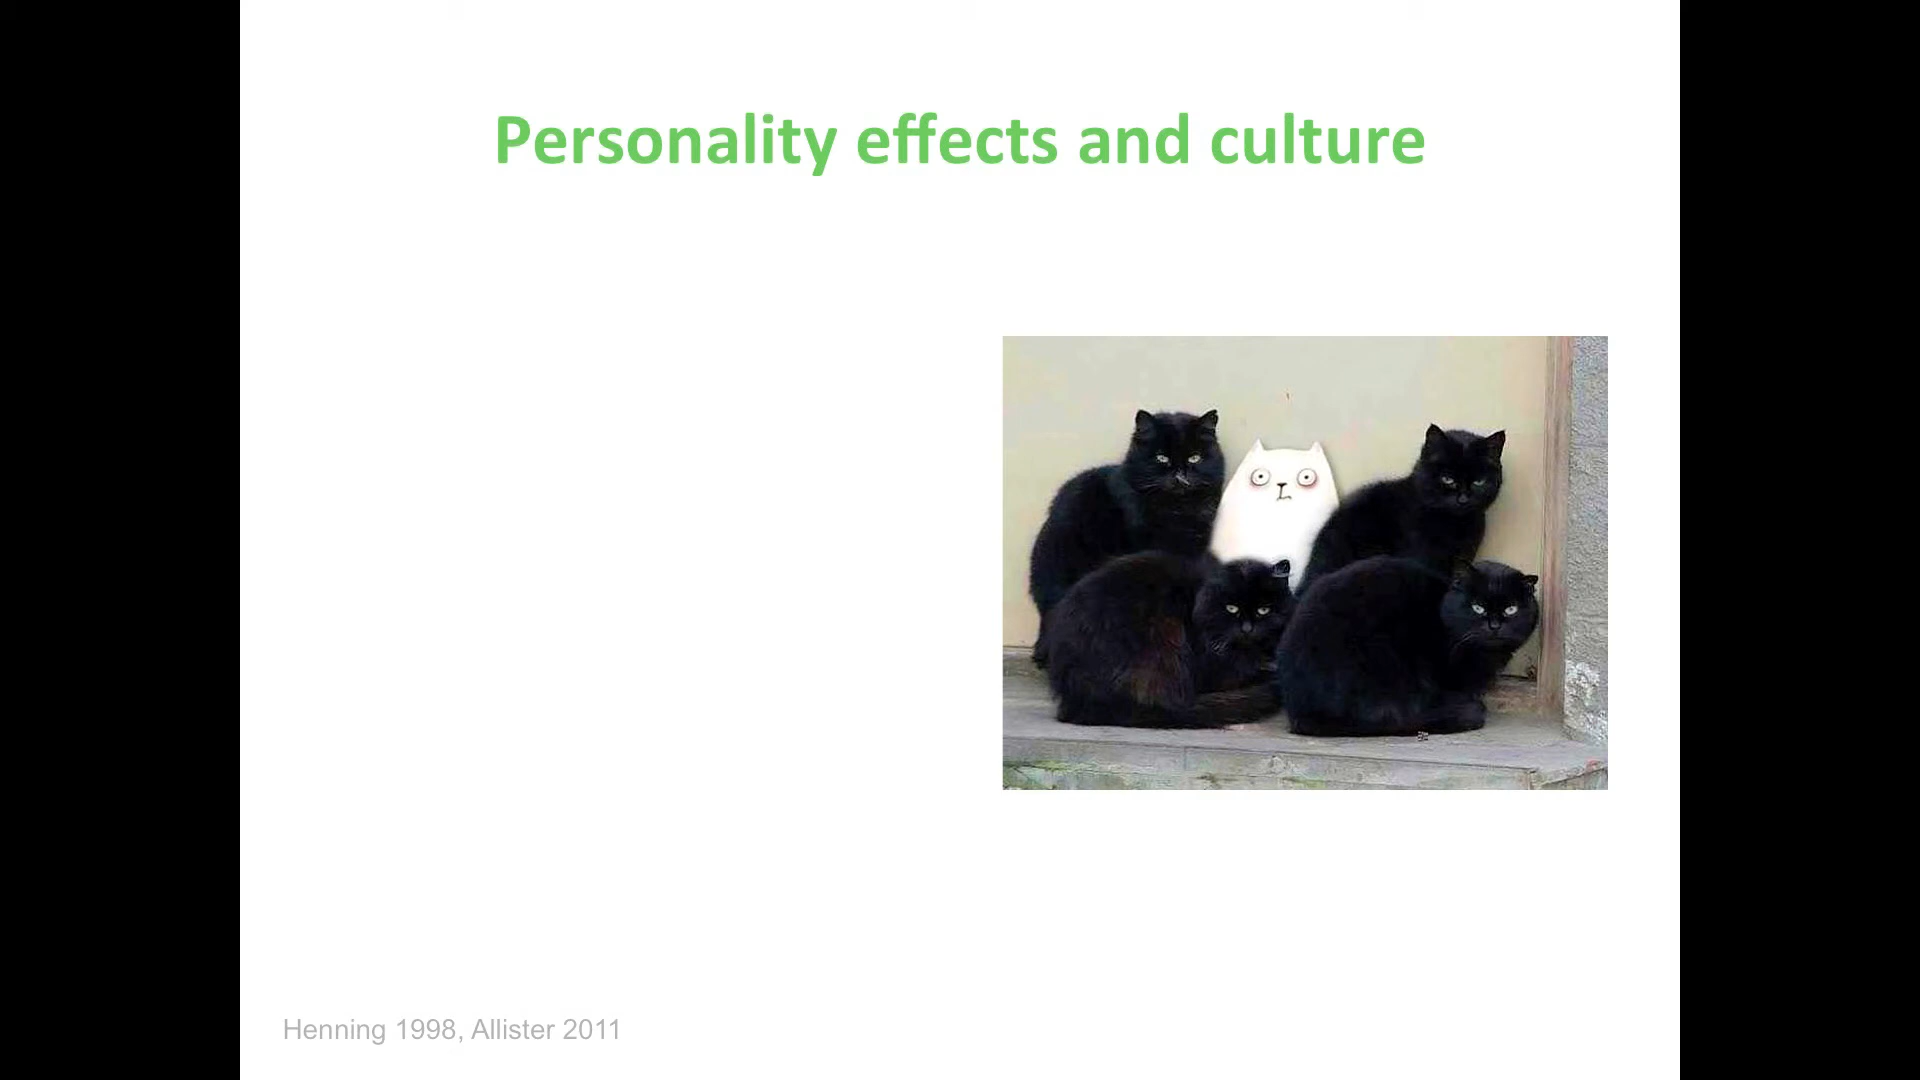 Personality effects and culture
Henning 1998, Allister 2011